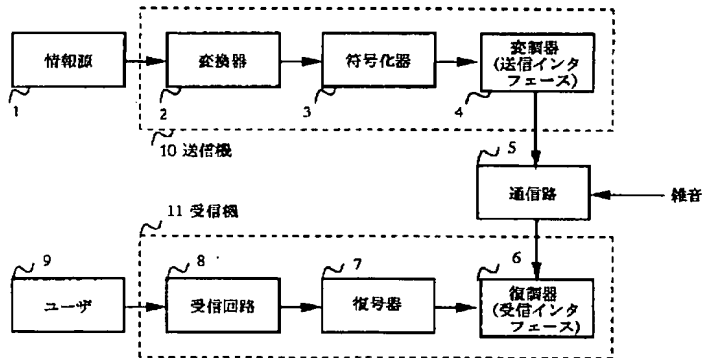 情報源
変換器
符号化器
変調器
(送信インタ
フェース)
1
2
3
4
10 送信機
5
通信路
雑音
11 受信機
9
8
7
6
ユーザ
受信回路
復号器
復調器
(受信インタ
フェース)